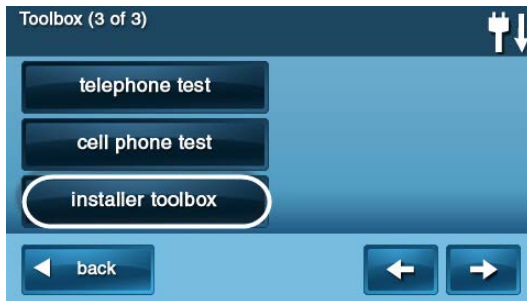 Toolbox (3 of 3)
telephone test
cell phone test
installer toolbox
back